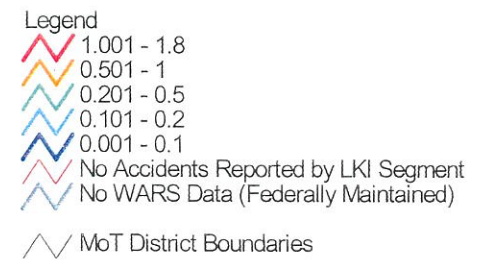 Legend
1.001 - 1.8
0.501 - 1
0.201 - 0.5
0.101 - 0.2
0.001 - 0.1
No Accidents Reported by LKI Segment
No WARS Data (Federally Maintained)
MoT District Boundaries